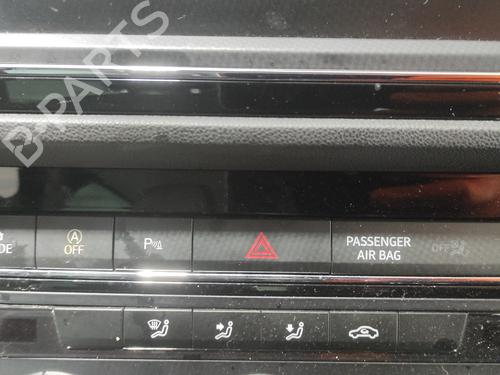 B-PARTS
DE
A
OFF
P
PASSENGER
AIR BAG
OFF